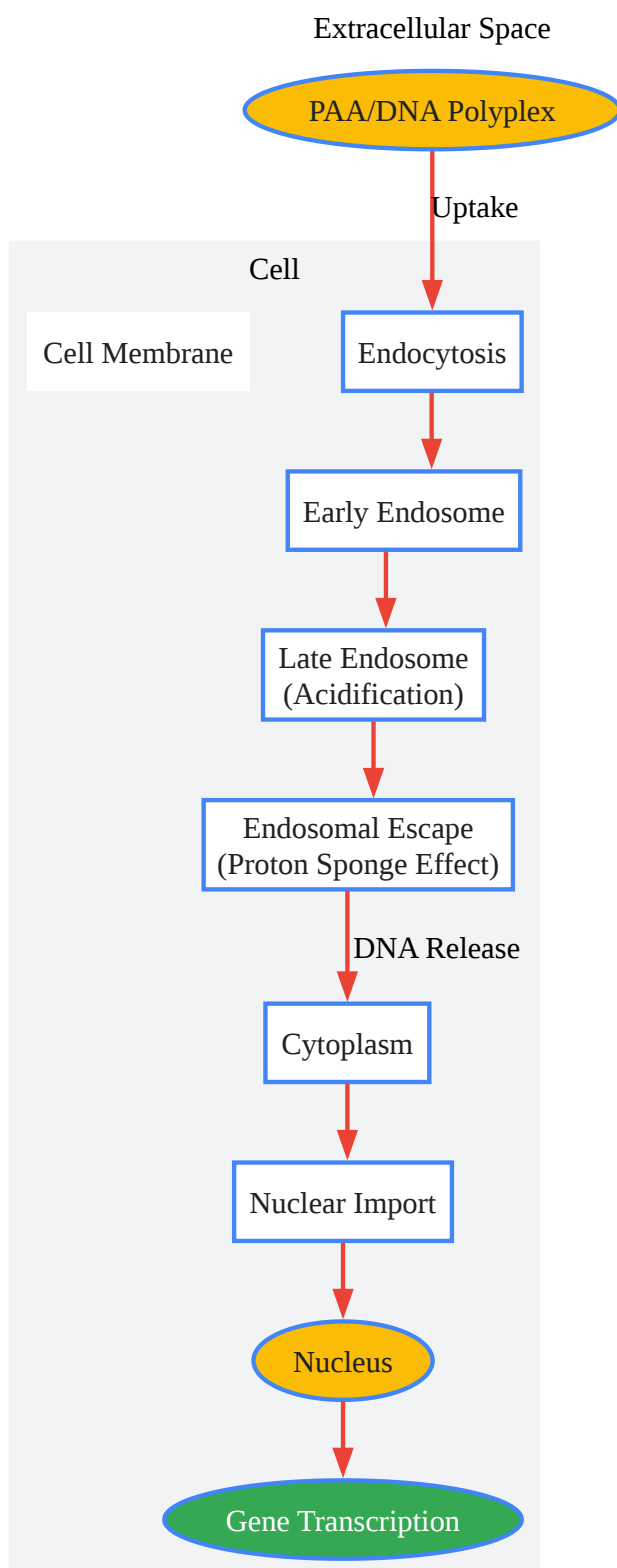 Extracellular Space
PAA/DNA Polyplex
Uptake
Cell
Cell Membrane
Endocytosis
Early Endosome
Late Endosome
(Acidification)
Endosomal Escape
(Proton Sponge Effect)
DNA Release
Cytoplasm
Nuclear Import
Nucleus
Gene Transcription